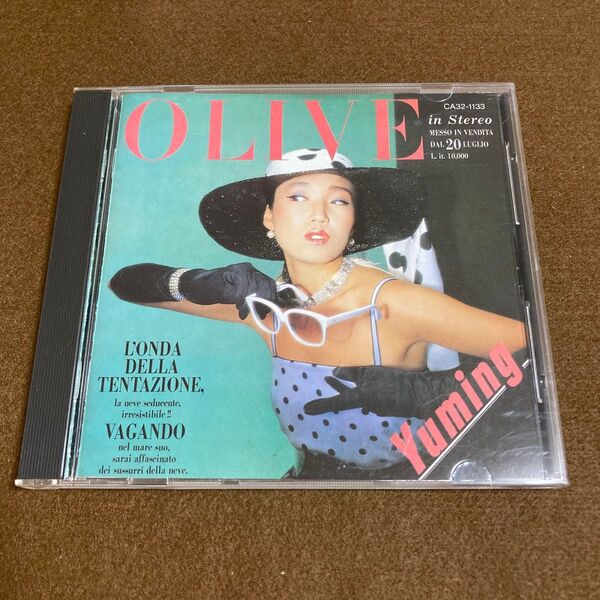 OLIVE
CA32-1133
in Stereo
MESSO IN VENDITA
DAL 20 LUGLIO
L. it. 10,000
L'ONDA
DELLA
TENTAZIONE,
la neve seducente,
irresistibile!!
VAGANDO
nel mare suo,
sarai affascinato
dei sussurri della neve.
Yuming